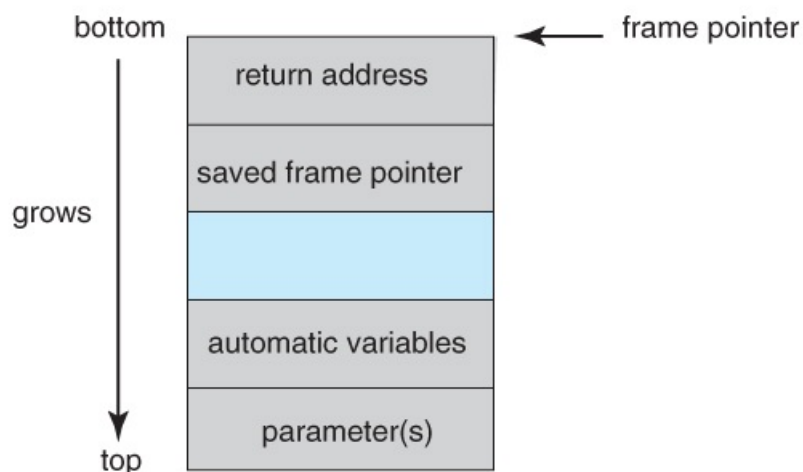 bottom
frame pointer
return address
saved frame pointer
grows
automatic variables
parameter(s)
top